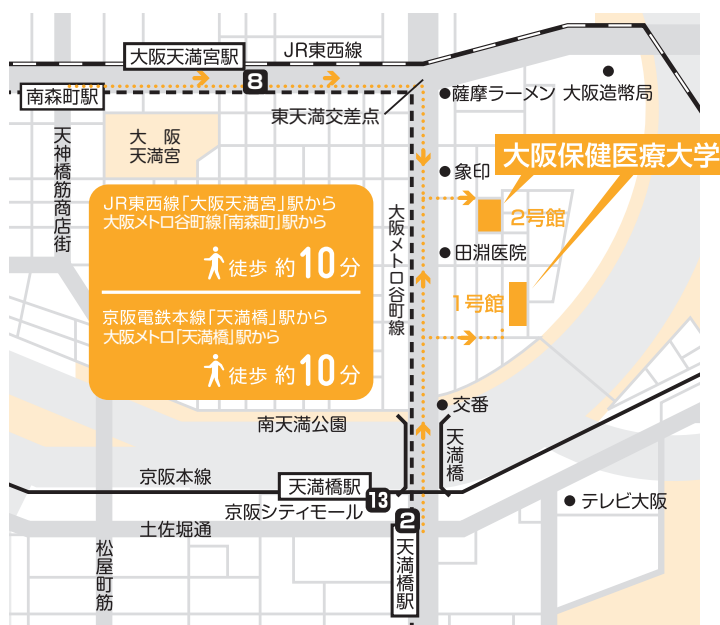 大阪天満宮駅
JR東西線
8
南森町駅
東天満交差点
薩摩ラーメン
大阪造幣局
天神橋筋商店街
大阪
天満宮
象印
大阪保健医療大学
2号館
JR東西線「大阪天満宮」駅から
大阪メトロ谷町線「南森町」駅から
徒歩 約10分
京阪電鉄本線「天満橋」駅から
大阪メトロ「天満橋」駅から
徒歩 約10分
大阪メトロ谷町線
田淵医院
1号館
交番
南天満公園
天満橋
京阪本線
天満橋駅
13
京阪シティモール
2
テレビ大阪
土佐堀通
松屋町筋
天満橋駅